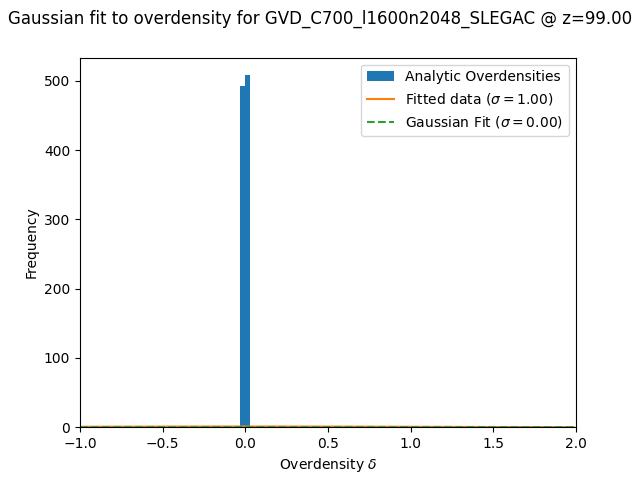 Gaussian fit to overdensity for GVD_C700_l1600n2048_SLEGAC @ z=99.00
Analytic Overdensities
Fitted data (σ = 1.00)
Gaussian Fit (σ = 0.00)
500
400
300
200
100
0
Frequency
−1.0 −0.5 0.0 0.5 1.0 1.5 2.0
Overdensity δ